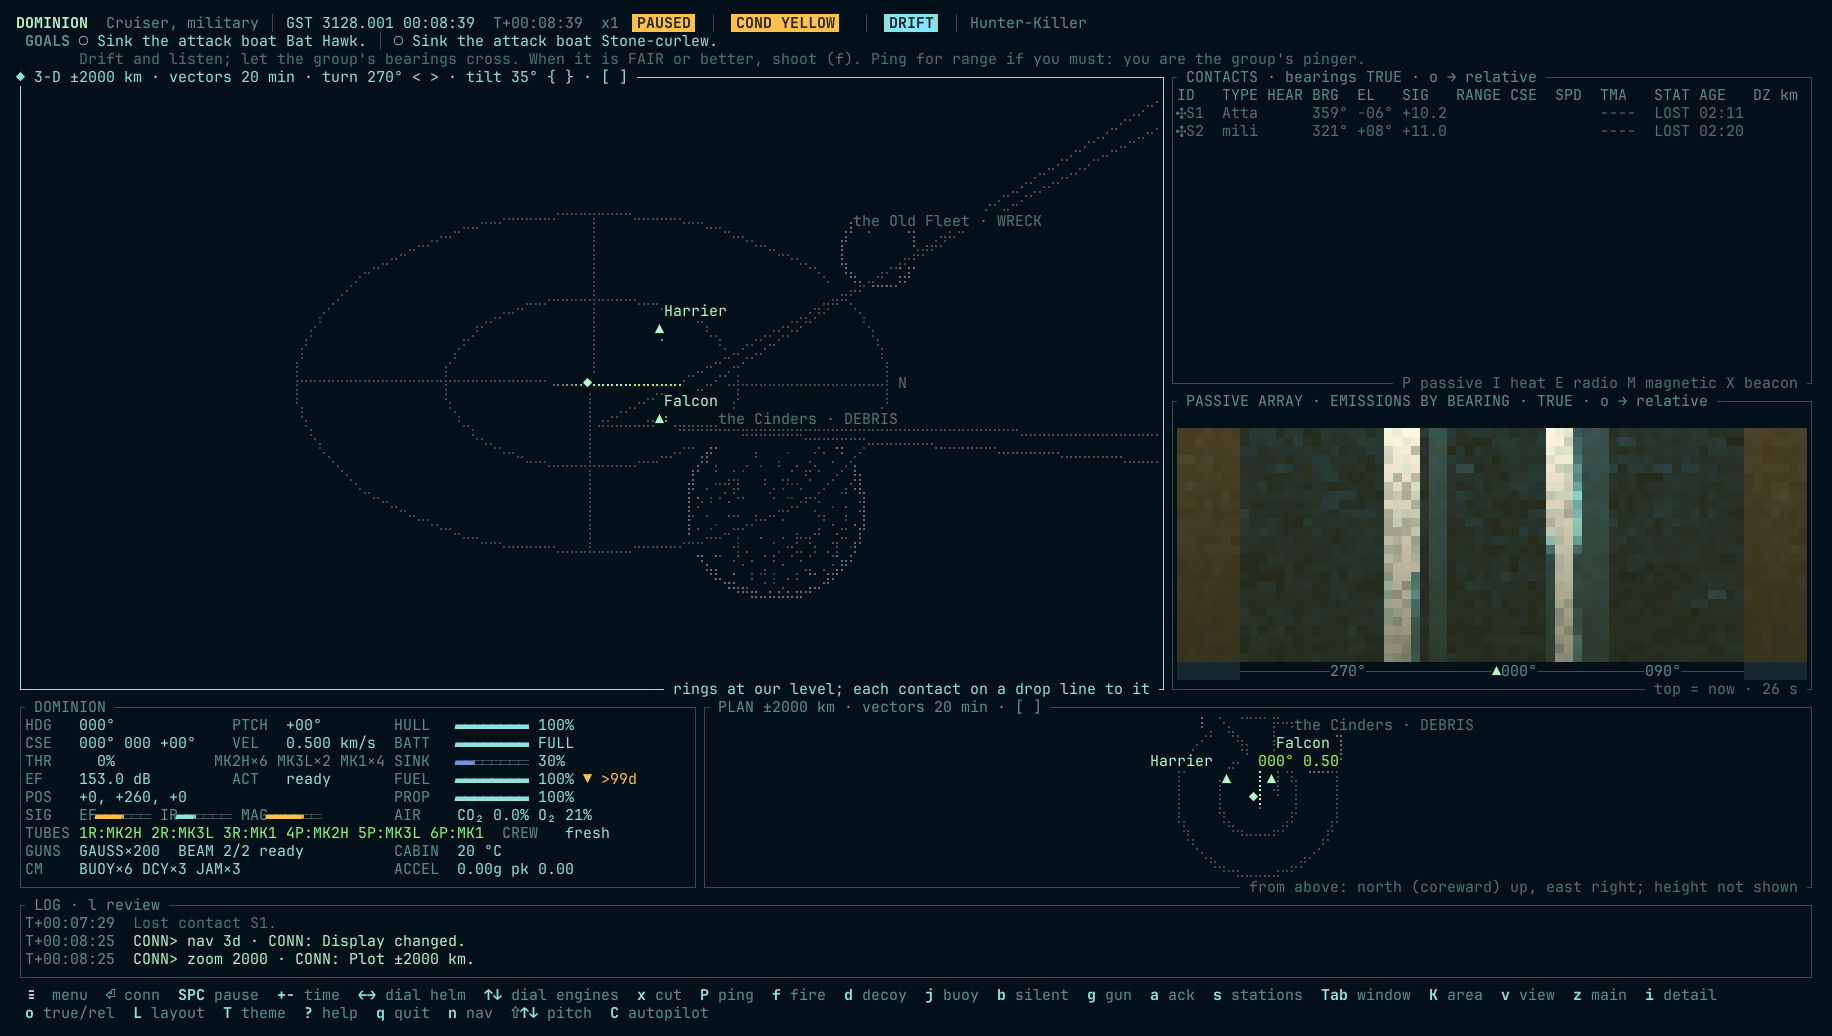 DOMINION  Cruiser, military │ GST 3128.001 00:08:39  T+00:08:39  x1  PAUSED │ COND YELLOW │ DRIFT │ Hunter-Killer
GOALS ○ Sink the attack boat Bat Hawk. │ ○ Sink the attack boat Stone-curlew.
Drift and listen; let the group's bearings cross. When it is FAIR or better, shoot (f). Ping for range if you must: you are the group's pinger.
◆ 3-D ±2000 km · vectors 20 min · turn 270° < > · tilt 35° { } · [ ]
the Old Fleet · WRECK
Harrier
N
Falcon
the Cinders · DEBRIS
rings at our level; each contact on a drop line to it
CONTACTS · bearings TRUE · o → relative
ID   TYPE HEAR BRG  EL   SIG   RANGE CSE  SPD  TMA   STAT AGE   DZ km
✣S1  Atta      359° -06° +10.2                 ----  LOST 02:11
✣S2  mili      321° +08° +11.0                 ----  LOST 02:20
P passive I heat E radio M magnetic X beacon
PASSIVE ARRAY · EMISSIONS BY BEARING · TRUE · o → relative
270° ▲000° 090°
top = now · 26 s
DOMINION
HDG   000°             PTCH  +00°        HULL  100%
CSE   000° 000 +00°    VEL   0.500 km/s  BATT  FULL
THR     0%           MK2H×6 MK3L×2 MK1×4 SINK  30%
EF    153.0 dB         ACT   ready       FUEL  100% ▼ >99d
POS   +0, +260, +0                       PROP  100%
SIG   EF IR MAG       AIR    CO₂ 0.0% O₂ 21%
TUBES 1R:MK2H 2R:MK3L 3R:MK1 4P:MK2H 5P:MK3L 6P:MK1  CREW   fresh
GUNS  GAUSS×200  BEAM 2/2 ready          CABIN  20 °C
CM    BUOY×6 DCY×3 JAM×3                 ACCEL  0.00g pk 0.00
PLAN ±2000 km · vectors 20 min · [ ]
the Cinders · DEBRIS
Falcon
Harrier     000° 0.50
from above: north (coreward) up, east right; height not shown
LOG · l review
T+00:07:29  Lost contact S1.
T+00:08:25  CONN> nav 3d · CONN: Display changed.
T+00:08:25  CONN> zoom 2000 · CONN: Plot ±2000 km.
≡  menu  ⏎ conn  SPC pause  +- time  ↔ dial helm  ↑↓ dial engines  x cut  P ping  f fire  d decoy  j buoy  b silent  g gun  a ack  s stations  Tab window  K area  v view  z main  i detail
o true/rel  L layout  T theme  ? help  q quit  n nav  ⇧↑↓ pitch  C autopilot